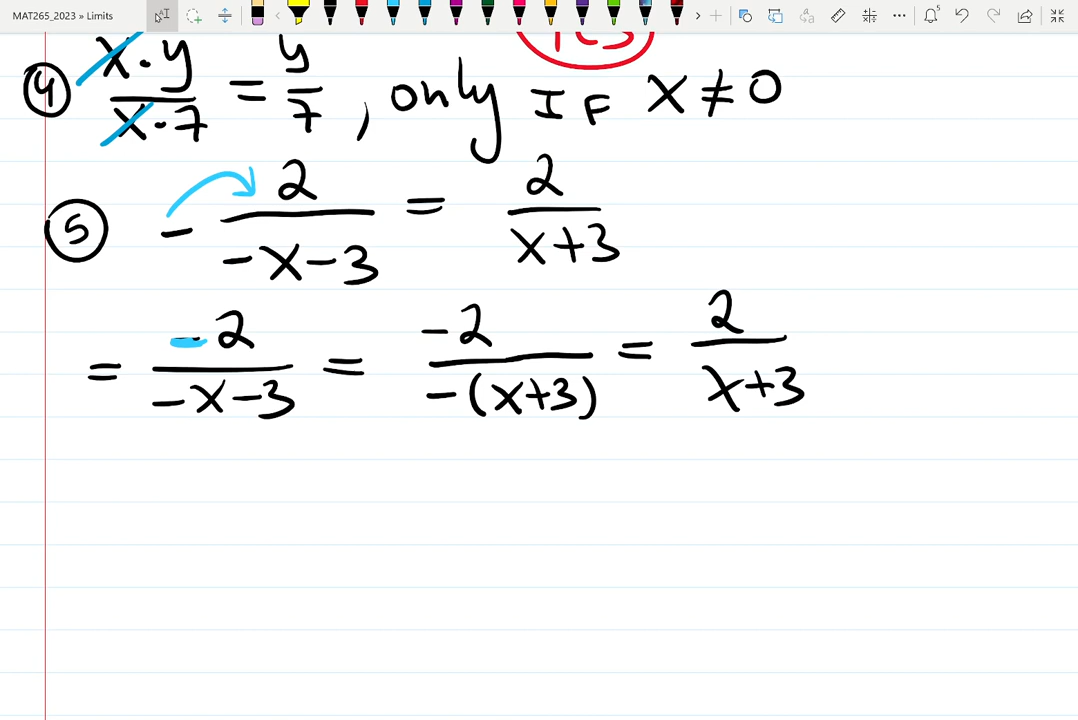 MAT265_2023 » Limits
5
④ x·y/x·7 = y/7 , only IF x ≠ 0
⑤ - 2/-x-3 = 2/x+3
= -2/-x-3 = -2/-(x+3) = 2/x+3